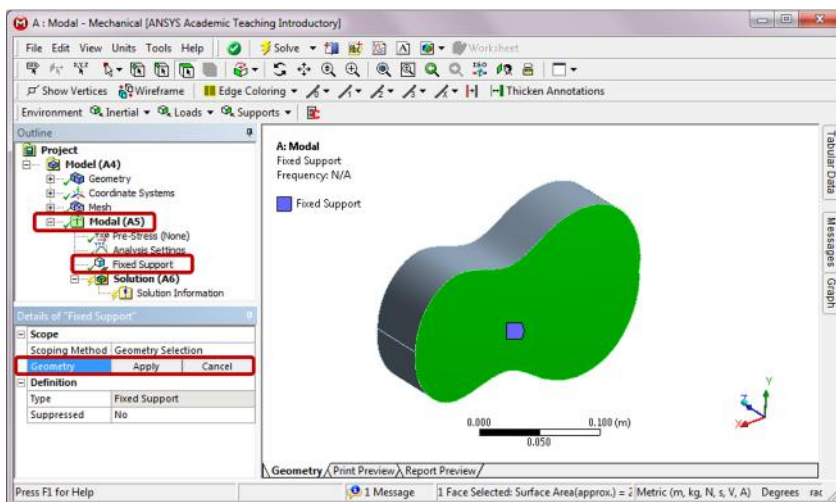 A : Modal - Mechanical [ANSYS Academic Teaching Introductory]
File Edit View Units Tools Help Solve Worksheet
Show Vertices Wireframe Edge Coloring Thicken Annotations
Environment Inertial Loads Supports
Outline
Project
Model (A4)
Geometry
Coordinate Systems
Mesh
Modal (A5)
Pre-Stress (None)
Analysis Settings
Fixed Support
Solution (A6)
Solution Information
Details of "Fixed Support"
Scope
Scoping Method Geometry Selection
Geometry Apply Cancel
Definition
Type Fixed Support
Suppressed No
A: Modal
Fixed Support
Frequency: N/A
Fixed Support
0.000 0.100 (m)
0.050
Y
Z
X
Geometry Print Preview Report Preview
Tabular Data
Messages
Graph
Press F1 for Help 1 Message 1 Face Selected: Surface Area(approx.) = Metric (m, kg, N, s, V, A) Degrees